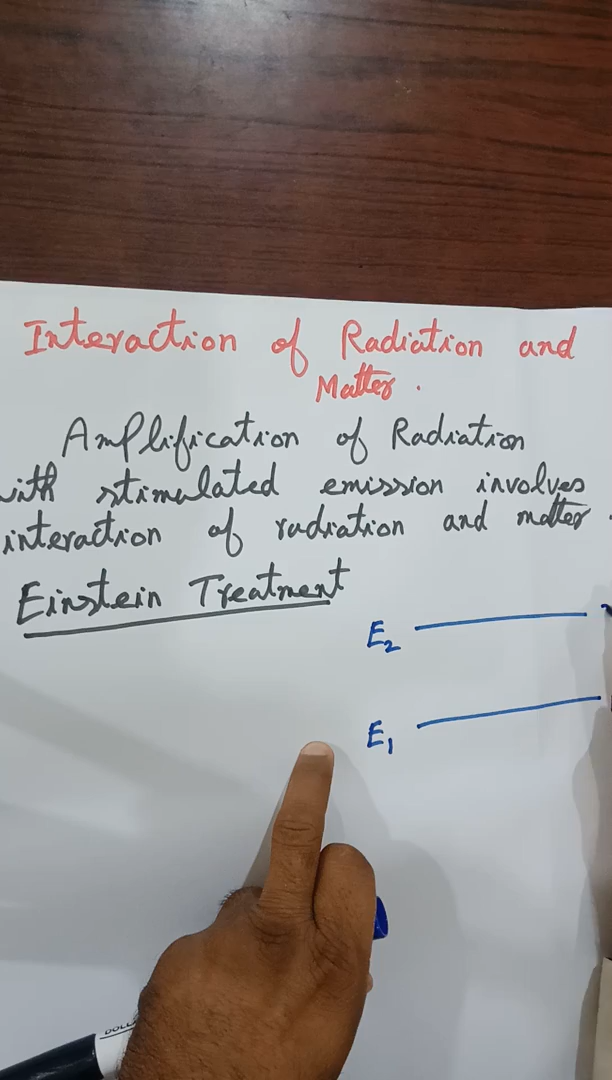 Interaction of Radiation and
Matter.
Amplification of Radiation
with stimulated emission involves
interaction of radiation and matter.
Einstein Treatment
E₂
E₁